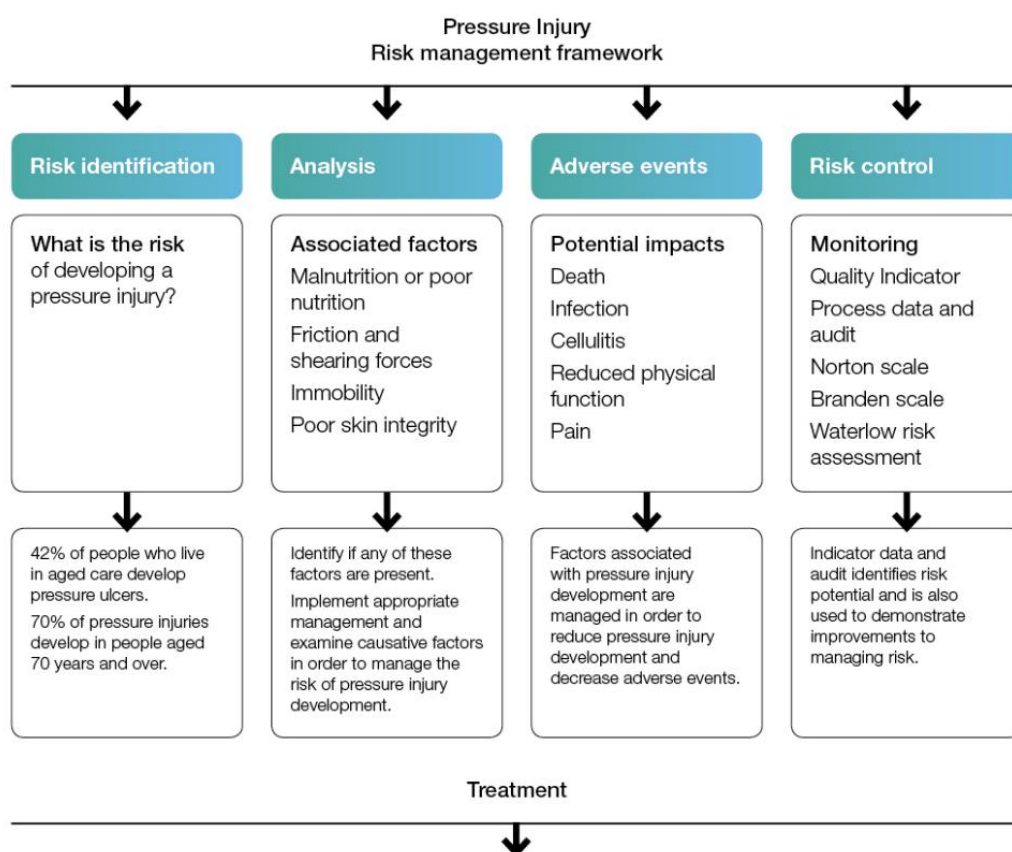 Pressure Injury
Risk management framework
Risk identification
What is the risk
of developing a
pressure injury?
42% of people who live
in aged care develop
pressure ulcers.
70% of pressure injuries
develop in people aged
70 years and over.
Analysis
Associated factors
Malnutrition or poor
nutrition
Friction and
shearing forces
Immobility
Poor skin integrity
Identify if any of these
factors are present.
Implement appropriate
management and
examine causative factors
in order to manage the
risk of pressure injury
development.
Adverse events
Potential impacts
Death
Infection
Cellulitis
Reduced physical
function
Pain
Factors associated
with pressure injury
development are
managed in order to
reduce pressure injury
development and
decrease adverse events.
Risk control
Monitoring
Quality Indicator
Process data and
audit
Norton scale
Branden scale
Waterlow risk
assessment
Indicator data and
audit identifies risk
potential and is also
used to demonstrate
improvements to
managing risk.
Treatment